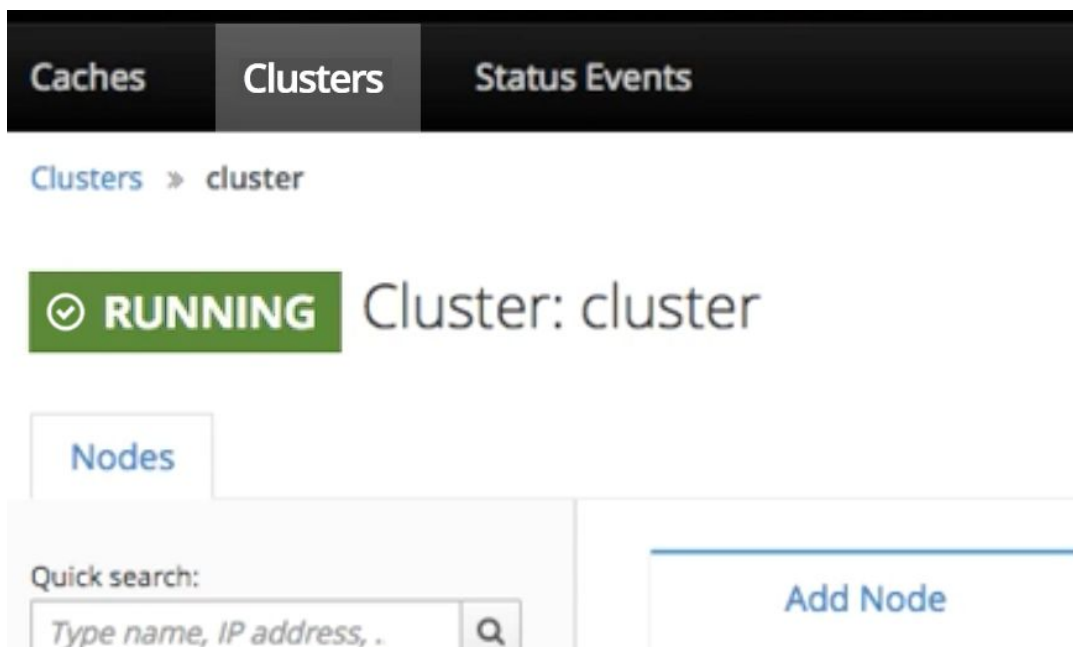 Caches Clusters Status Events
Clusters » cluster
RUNNING Cluster: cluster
Nodes
Quick search:
Type name, IP address, ..
Add Node